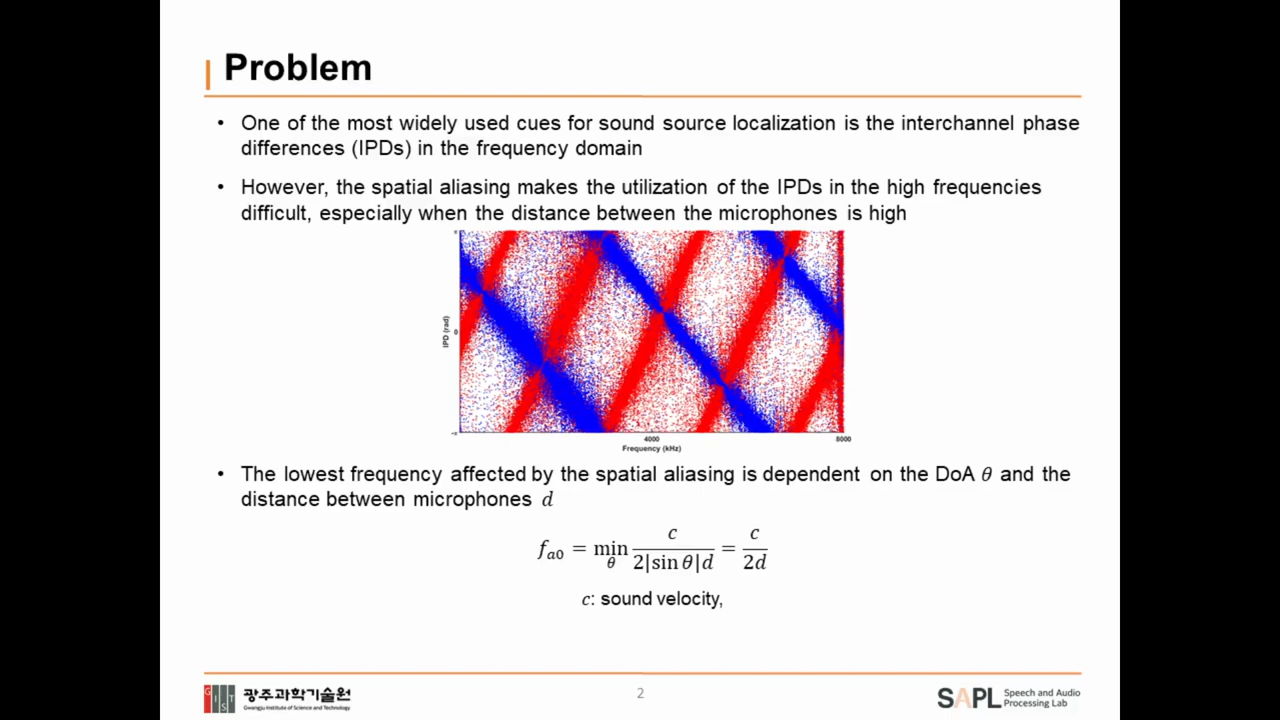 Problem
• One of the most widely used cues for sound source localization is the interchannel phase
differences (IPDs) in the frequency domain
• However, the spatial aliasing makes the utilization of the IPDs in the high frequencies
difficult, especially when the distance between the microphones is high
π
IPD (rad)
0
-π
4000
8000
Frequency (kHz)
• The lowest frequency affected by the spatial aliasing is dependent on the DoA θ and the
distance between microphones d
f_{a0} = min_θ c / (2|sin θ|d) = c / (2d)
c: sound velocity,
GIST 광주과학기술원
Gwangju Institute of Science and Technology
2
SAPL Speech and Audio
Processing Lab